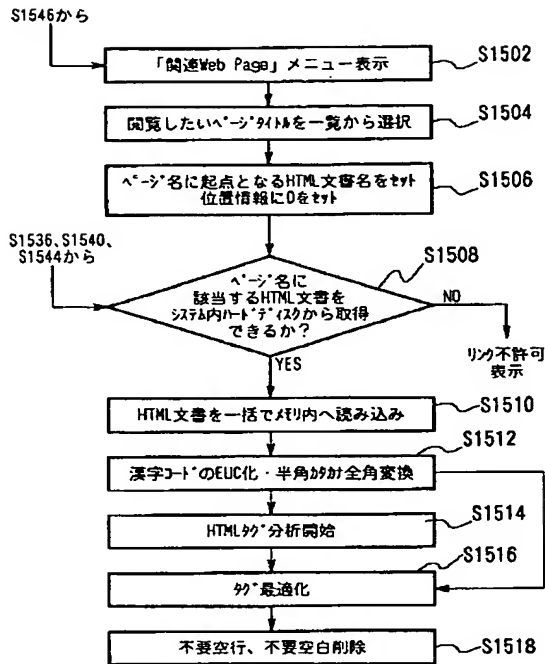 S1546から
「関連Web Page」メニュー表示
S1502
閲覧したいﾍﾟｰｼﾞﾀｲﾄﾙを一覧から選択
S1504
ﾍﾟｰｼﾞ名に起点となるHTML文書名をｾｯﾄ
位置情報に0をｾｯﾄ
S1506
S1536、S1540、
S1544から
S1508
ﾍﾟｰｼﾞ名に
該当するHTML文書を
ｼｽﾃﾑ内ﾊｰﾄﾞﾃﾞｨｽｸから取得
できるか？
NO
ﾘﾝｸ不許可
表示
YES
HTML文書を一括でﾒﾓﾘ内へ読み込み
S1510
S1512
漢字ｺｰﾄﾞのEUC化・半角ｶﾀｶﾅ全角変換
HTMLﾀｸﾞ分析開始
S1514
S1516
ﾀｸﾞ最適化
不要空行、不要空白削除
S1518